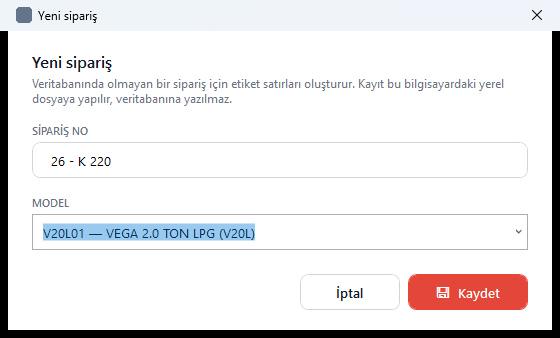 Yeni sipariş
Yeni sipariş
Veritabanında olmayan bir sipariş için etiket satırları oluşturur. Kayıt bu bilgisayardaki yerel
dosyaya yapılır, veritabanına yazılmaz.
SİPARİŞ NO
26 - K 220
MODEL
V20L01 — VEGA 2.0 TON LPG (V20L)
İptal
Kaydet